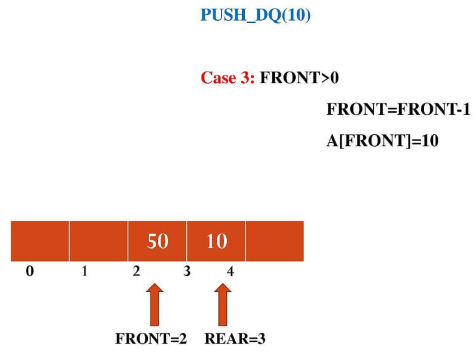 PUSH_DQ(10)
Case 3: FRONT>0
FRONT=FRONT-1
A[FRONT]=10
50 10
0 1 2 3 4
FRONT=2 REAR=3